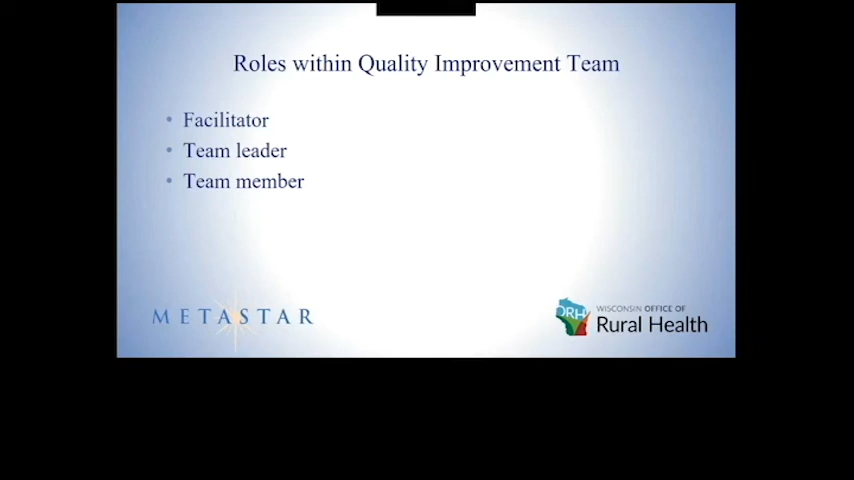 Roles within Quality Improvement Team
• Facilitator
• Team leader
• Team member
METASTAR
ORH
WISCONSIN OFFICE OF
Rural Health